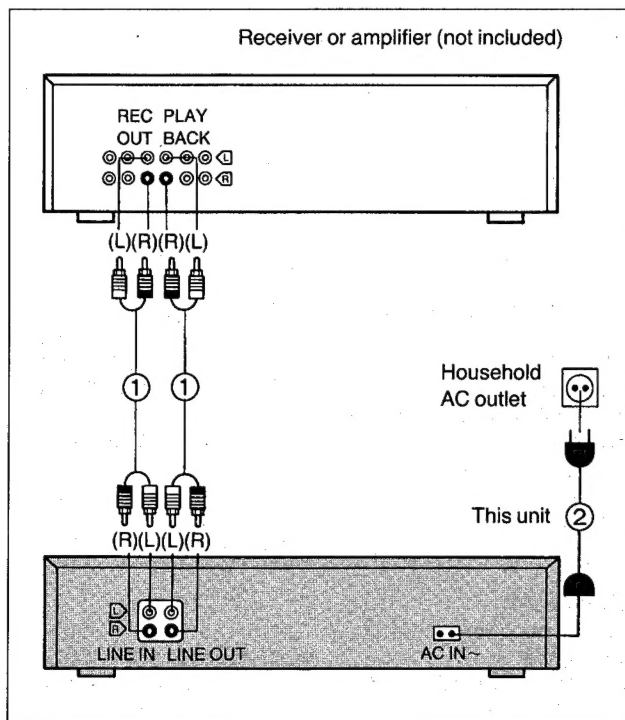 Receiver or amplifier (not included)
REC PLAY
OUT BACK
L
R
(L)(R)(R)(L)
1 1
Household
AC outlet
This unit 2
(R)(L)(L)(R)
L
R
LINE IN LINE OUT
AC IN~